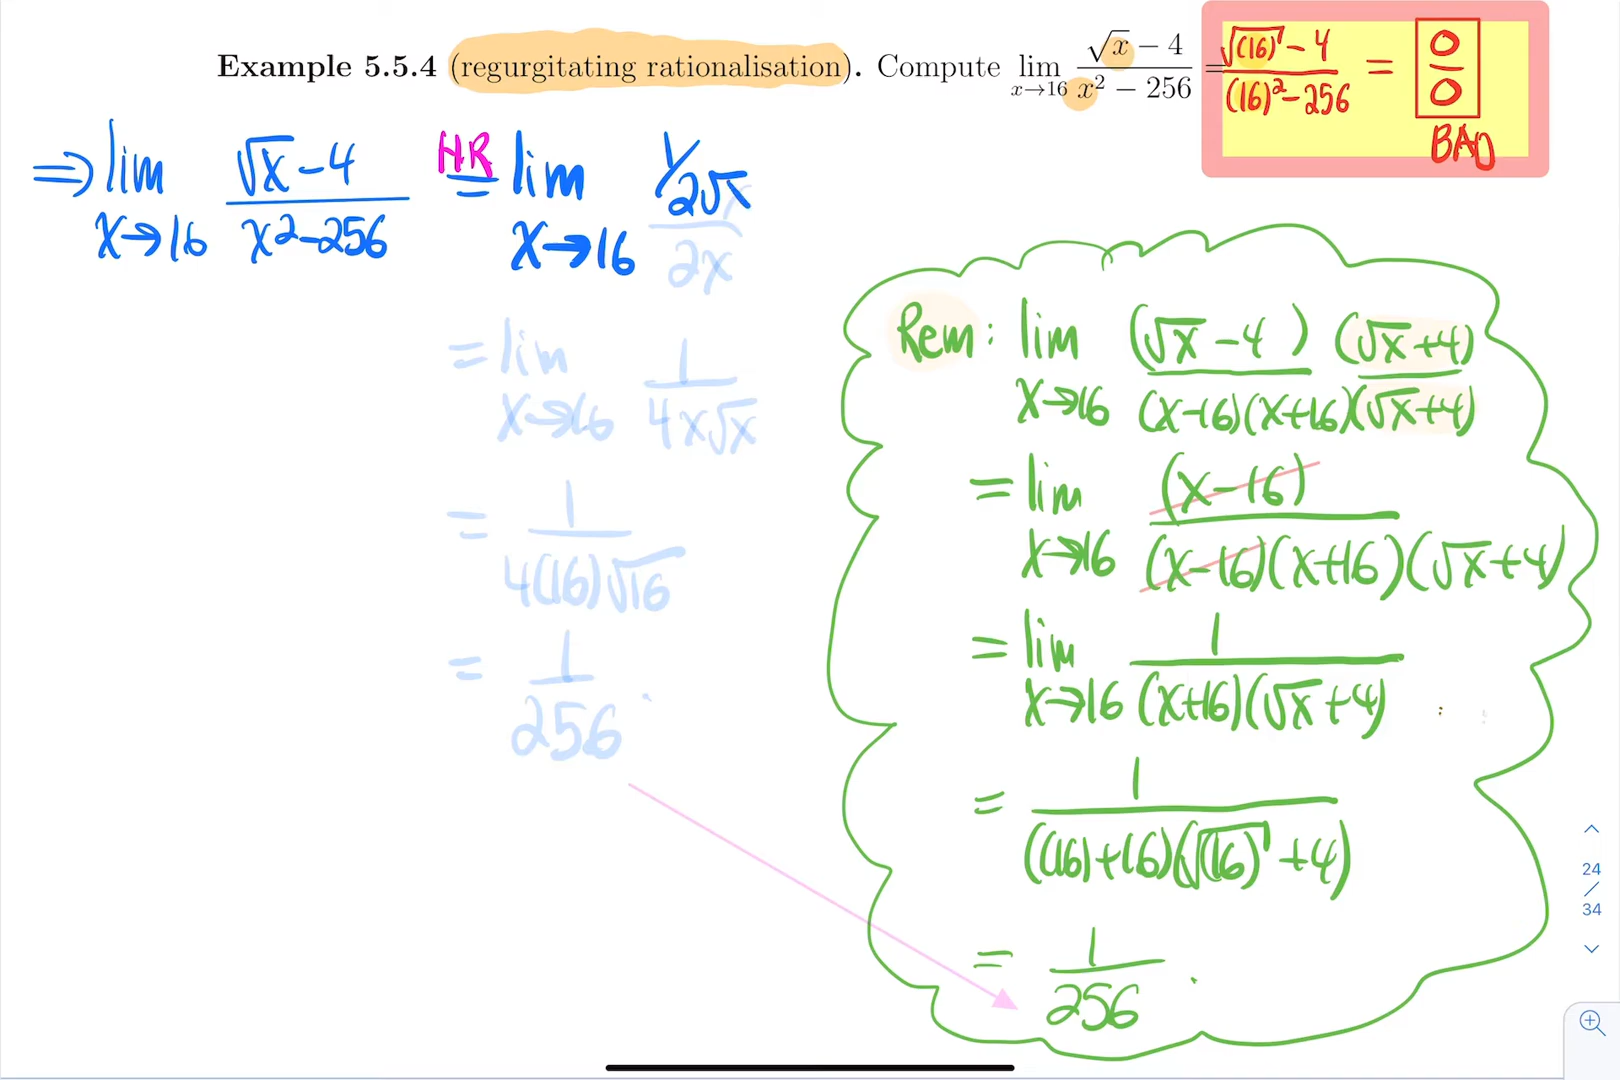 Example 5.5.4 (regurgitating rationalisation). Compute lim x→16 (√x − 4)/(x² − 256) = (√(16) − 4)/((16)² − 256) = 0/0
BAD
⇒ lim x→16 (√x − 4)/(x² − 256) H.R. = lim x→16 (1/2√x)/(2x)
= lim x→16 1/(4x√x)
= 1/(4(16)√16)
= 1/256.
Rem: lim x→16 (√x − 4)/((x−16)(x+16)) (√x + 4)/(√x + 4)
= lim x→16 (x−16)/((x−16)(x+16)(√x + 4))
= lim x→16 1/((x+16)(√x + 4))
= 1/(((16)+16)(√(16) + 4))
= 1/256.
24
/
34